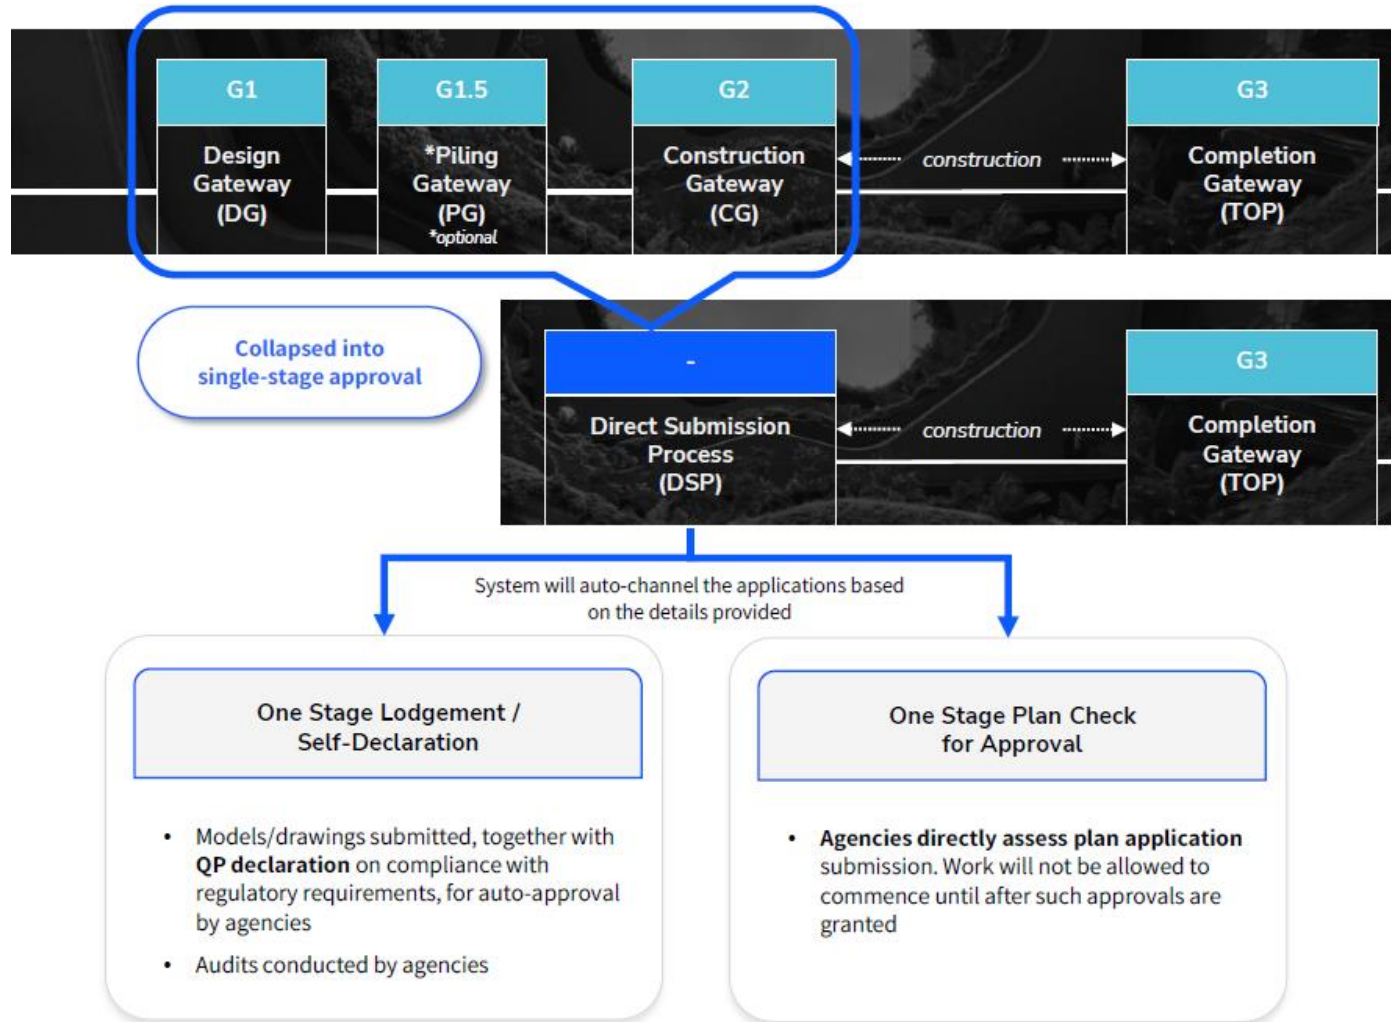 G1
Design
Gateway
(DG)
G1.5
*Piling
Gateway
(PG)
*optional
G2
Construction
Gateway
(CG)
construction
G3
Completion
Gateway
(TOP)
Collapsed into
single-stage approval
-
Direct Submission
Process
(DSP)
construction
G3
Completion
Gateway
(TOP)
System will auto-channel the applications based
on the details provided
One Stage Lodgement /
Self-Declaration
• Models/drawings submitted, together with
QP declaration on compliance with
regulatory requirements, for auto-approval
by agencies
• Audits conducted by agencies
One Stage Plan Check
for Approval
• Agencies directly assess plan application
submission. Work will not be allowed to
commence until after such approvals are
granted